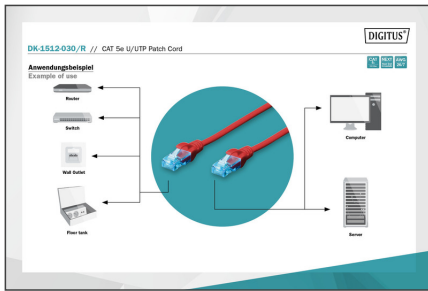 DIGITUS®
DK-1512-030/R // CAT 5e U/UTP Patch Cord
Anwendungsbeispiel
Example of use
Router
Switch
Wall Outlet
Floor tank
Computer
Server